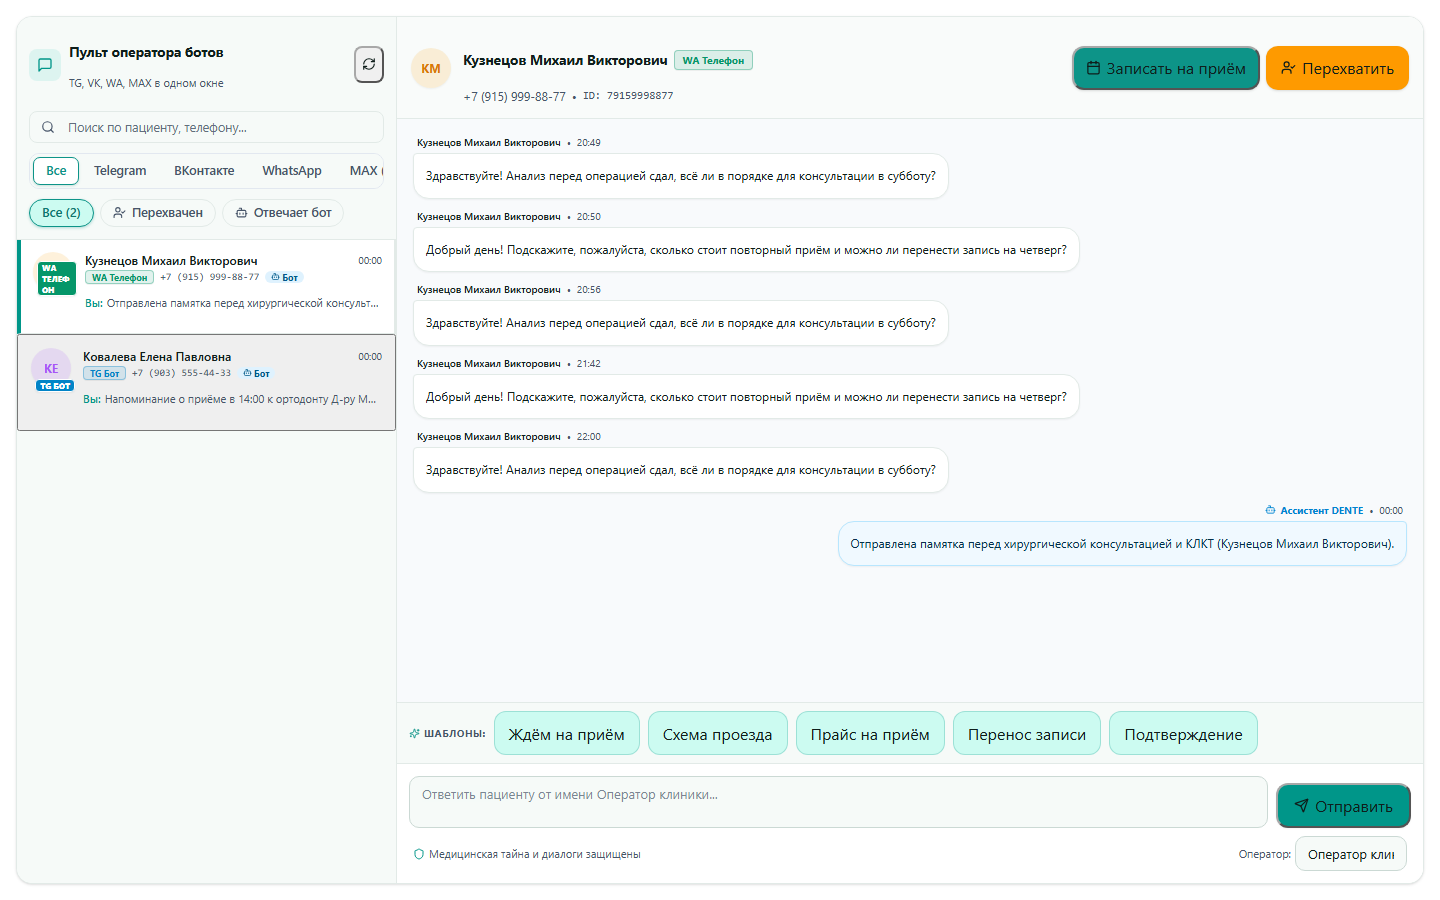 Пульт оператора ботов
TG, VK, WA, MAX в одном окне
Поиск по пациенту, телефону...
Все Telegram ВКонтакте WhatsApp MAX (
Все (2) Перехвачен Отвечает бот
WA ТЕЛЕФОН
Кузнецов Михаил Викторович 00:00
WA Телефон +7 (915) 999-88-77 Бот
Вы: Отправлена памятка перед хирургической консульт...
КЕ
TG БОТ
Ковалева Елена Павловна 00:00
TG Бот +7 (903) 555-44-33 Бот
Вы: Напоминание о приёме в 14:00 к ортодонту Д-ру М...
КМ
Кузнецов Михаил Викторович WA Телефон
+7 (915) 999-88-77 • ID: 79159998877
Записать на приём Перехватить
Кузнецов Михаил Викторович • 20:49
Здравствуйте! Анализ перед операцией сдал, всё ли в порядке для консультации в субботу?
Кузнецов Михаил Викторович • 20:50
Добрый день! Подскажите, пожалуйста, сколько стоит повторный приём и можно ли перенести запись на четверг?
Кузнецов Михаил Викторович • 20:56
Здравствуйте! Анализ перед операцией сдал, всё ли в порядке для консультации в субботу?
Кузнецов Михаил Викторович • 21:42
Добрый день! Подскажите, пожалуйста, сколько стоит повторный приём и можно ли перенести запись на четверг?
Кузнецов Михаил Викторович • 22:00
Здравствуйте! Анализ перед операцией сдал, всё ли в порядке для консультации в субботу?
Ассистент DENTE • 00:00
Отправлена памятка перед хирургической консультацией и КЛКТ (Кузнецов Михаил Викторович).
ШАБЛОНЫ: Ждём на приём Схема проезда Прайс на приём Перенос записи Подтверждение
Ответить пациенту от имени Оператор клиники...
Отправить
Медицинская тайна и диалоги защищены
Оператор: Оператор клин